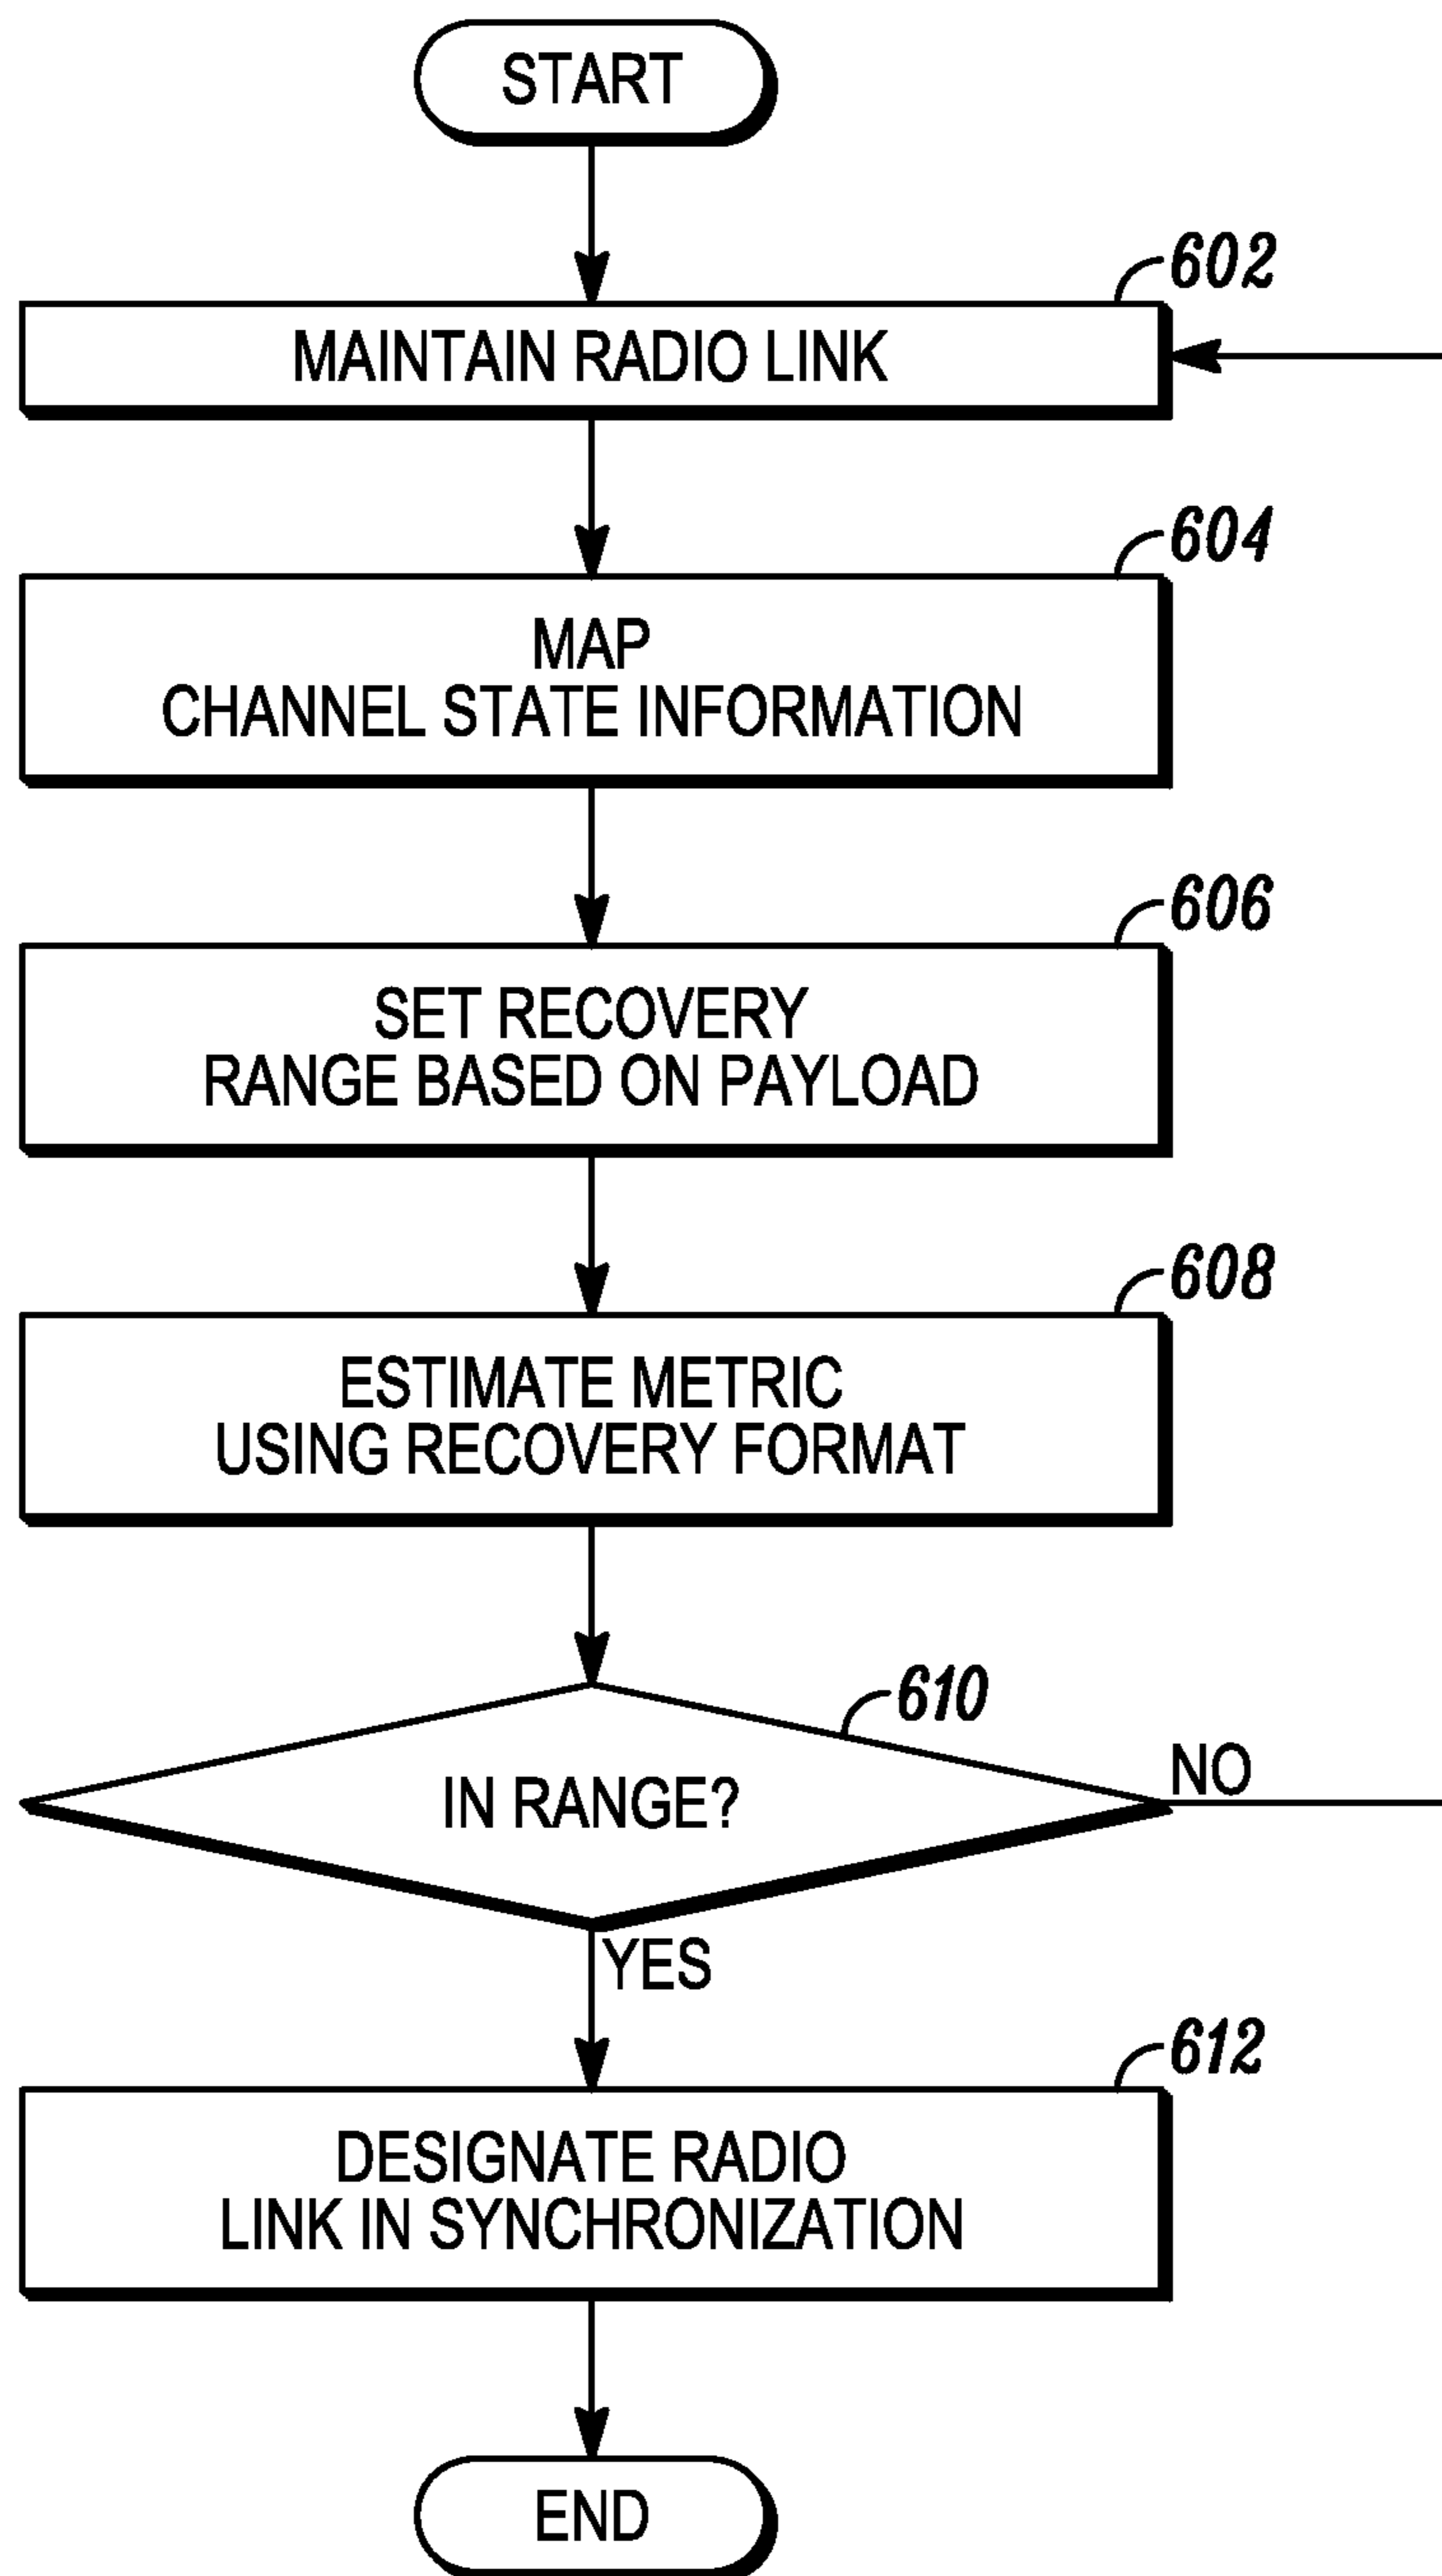 START
602
MAINTAIN RADIO LINK
604
MAP
CHANNEL STATE INFORMATION
606
SET RECOVERY
RANGE BASED ON PAYLOAD
608
ESTIMATE METRIC
USING RECOVERY FORMAT
610
IN RANGE?
NO
YES
612
DESIGNATE RADIO
LINK IN SYNCHRONIZATION
END